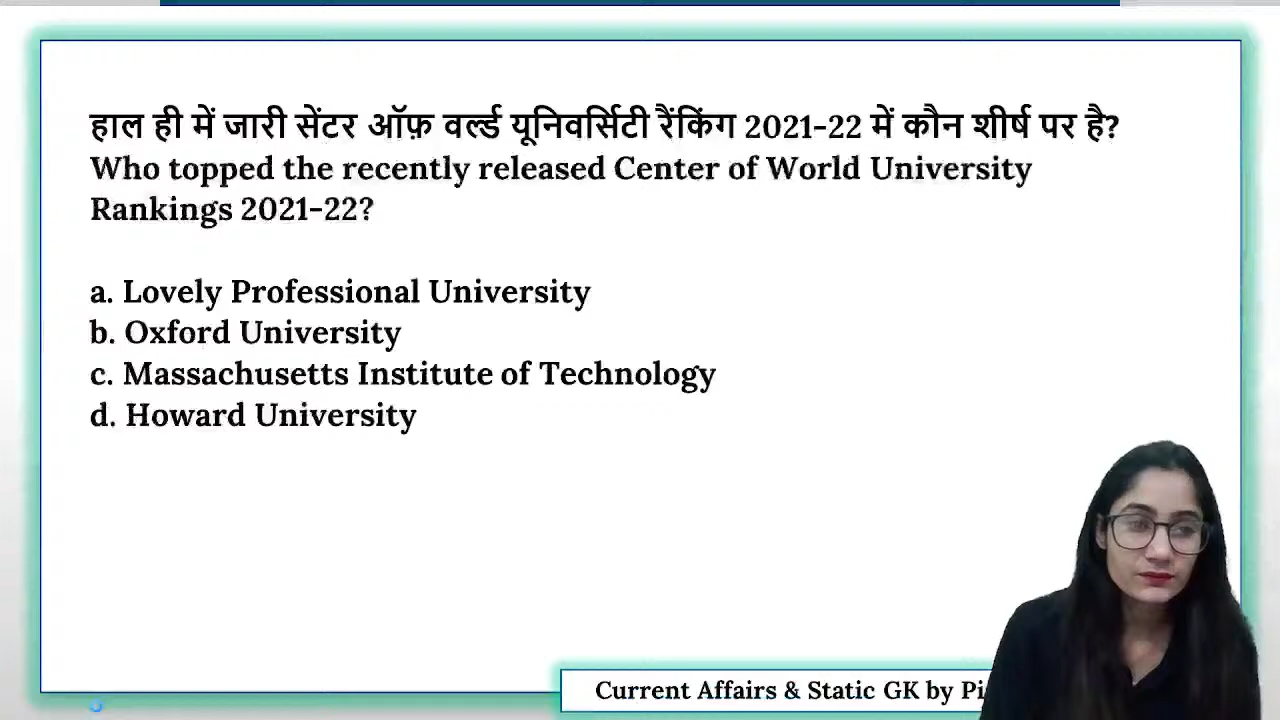 हाल ही में जारी सेंटर ऑफ़ वर्ल्ड यूनिवर्सिटी रैंकिंग 2021-22 में कौन शीर्ष पर है?
Who topped the recently released Center of World University
Rankings 2021-22?
a. Lovely Professional University
b. Oxford University
c. Massachusetts Institute of Technology
d. Howard University
Current Affairs & Static GK by